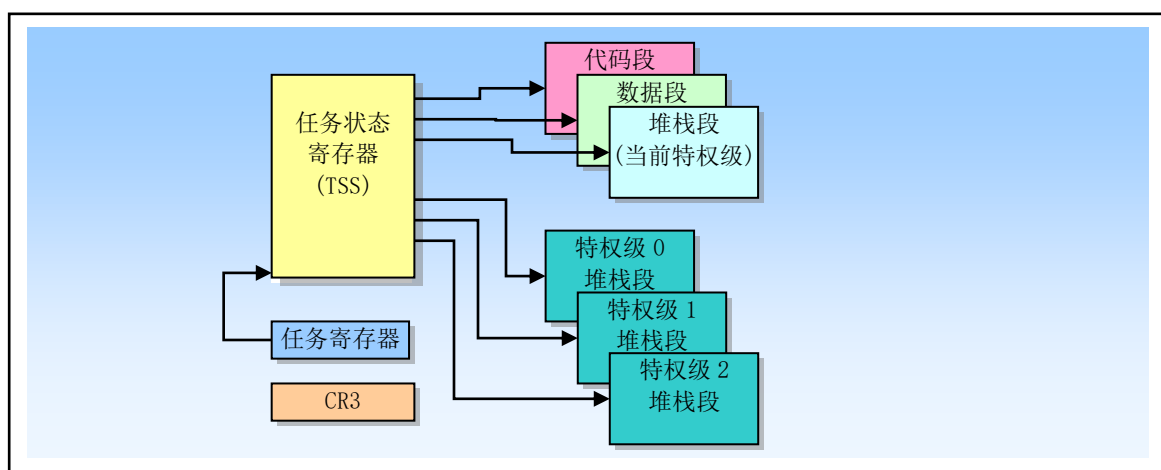 任务状态
寄存器
(TSS)
任务寄存器
CR3
代码段
数据段
堆栈段
(当前特权级)
特权级 0
堆栈段
特权级 1
堆栈段
特权级 2
堆栈段